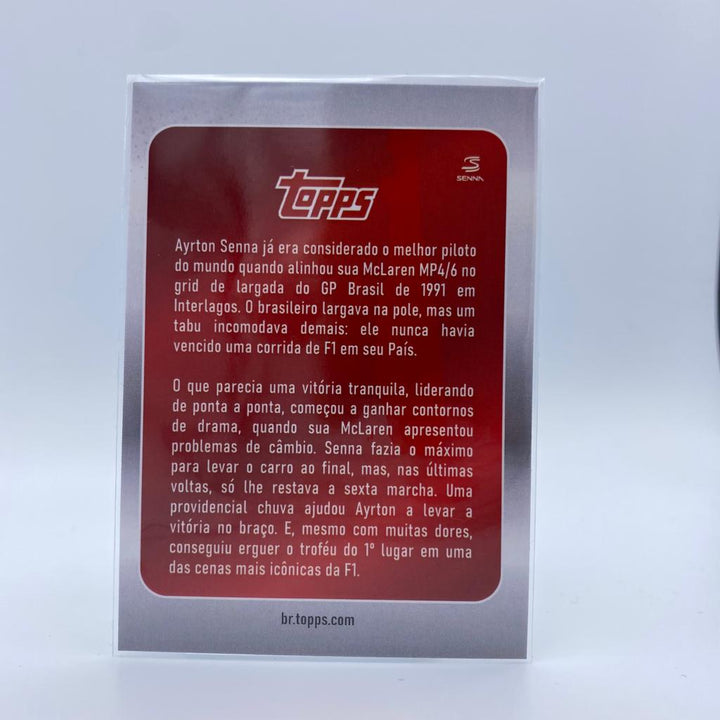 SENNA
TOPPS
Ayrton Senna já era considerado o melhor piloto
do mundo quando alinhou sua McLaren MP4/6 no
grid de largada do GP Brasil de 1991 em
Interlagos. O brasileiro largava na pole, mas um
tabu incomodava demais: ele nunca havia
vencido uma corrida de F1 em seu País.
O que parecia uma vitória tranquila, liderando
de ponta a ponta, começou a ganhar contornos
de drama, quando sua McLaren apresentou
problemas de câmbio. Senna fazia o máximo
para levar o carro ao final, mas, nas últimas
voltas, só lhe restava a sexta marcha. Uma
providencial chuva ajudou Ayrton a levar a
vitória no braço. E, mesmo com muitas dores,
conseguiu erguer o troféu do 1º lugar em uma
das cenas mais icônicas da F1.
br.topps.com